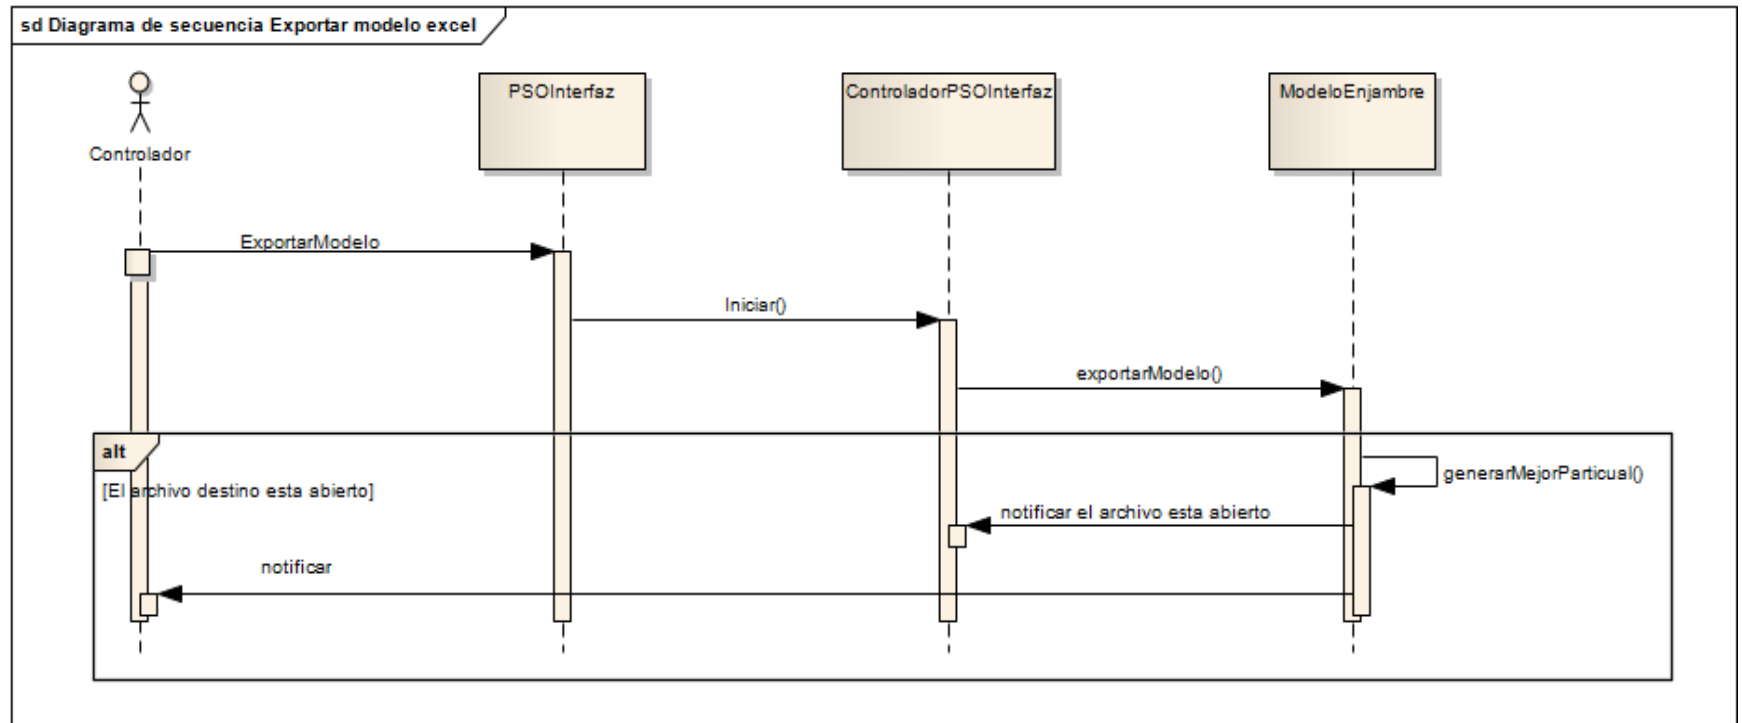 sd Diagrama de secuencia Exportar modelo excel
Controlador
PSOInterfaz
ControladorPSOInterfaz
ModeloEnjambre
ExportarModelo
Iniciar()
exportarModelo()
alt
[El archivo destino esta abierto]
generarMejorParticual()
notificar el archivo esta abierto
notificar